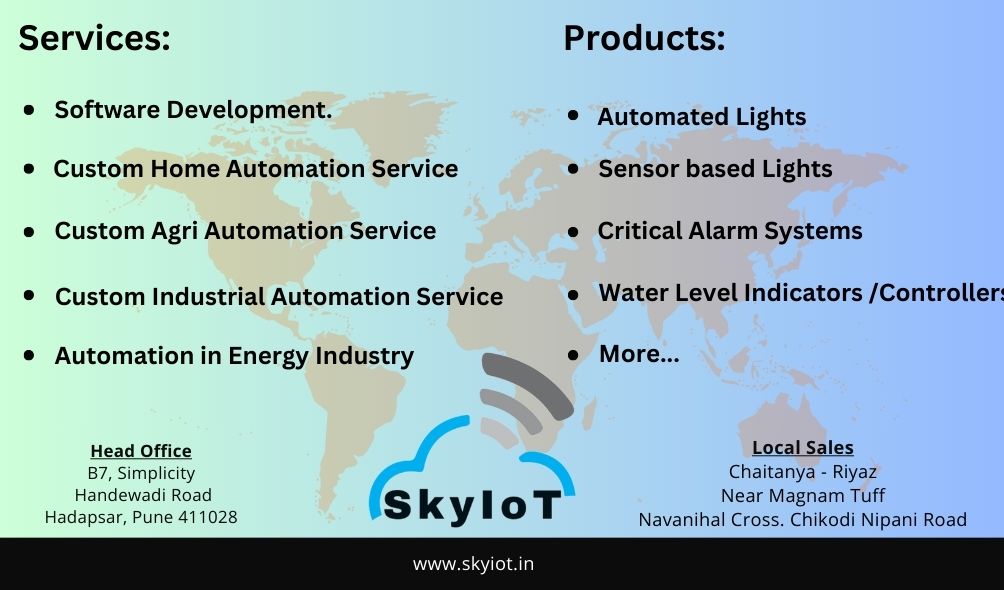 Services:
Software Development.
Custom Home Automation Service
Custom Agri Automation Service
Custom Industrial Automation Service
Automation in Energy Industry
Products:
Automated Lights
Sensor based Lights
Critical Alarm Systems
Water Level Indicators /Controllers
More...
Head Office
B7, Simplicity
Handewadi Road
Hadapsar, Pune 411028
SkyIoT
Local Sales
Chaitanya - Riyaz
Near Magnam Tuff
Navanihal Cross. Chikodi Nipani Road
www.skyiot.in